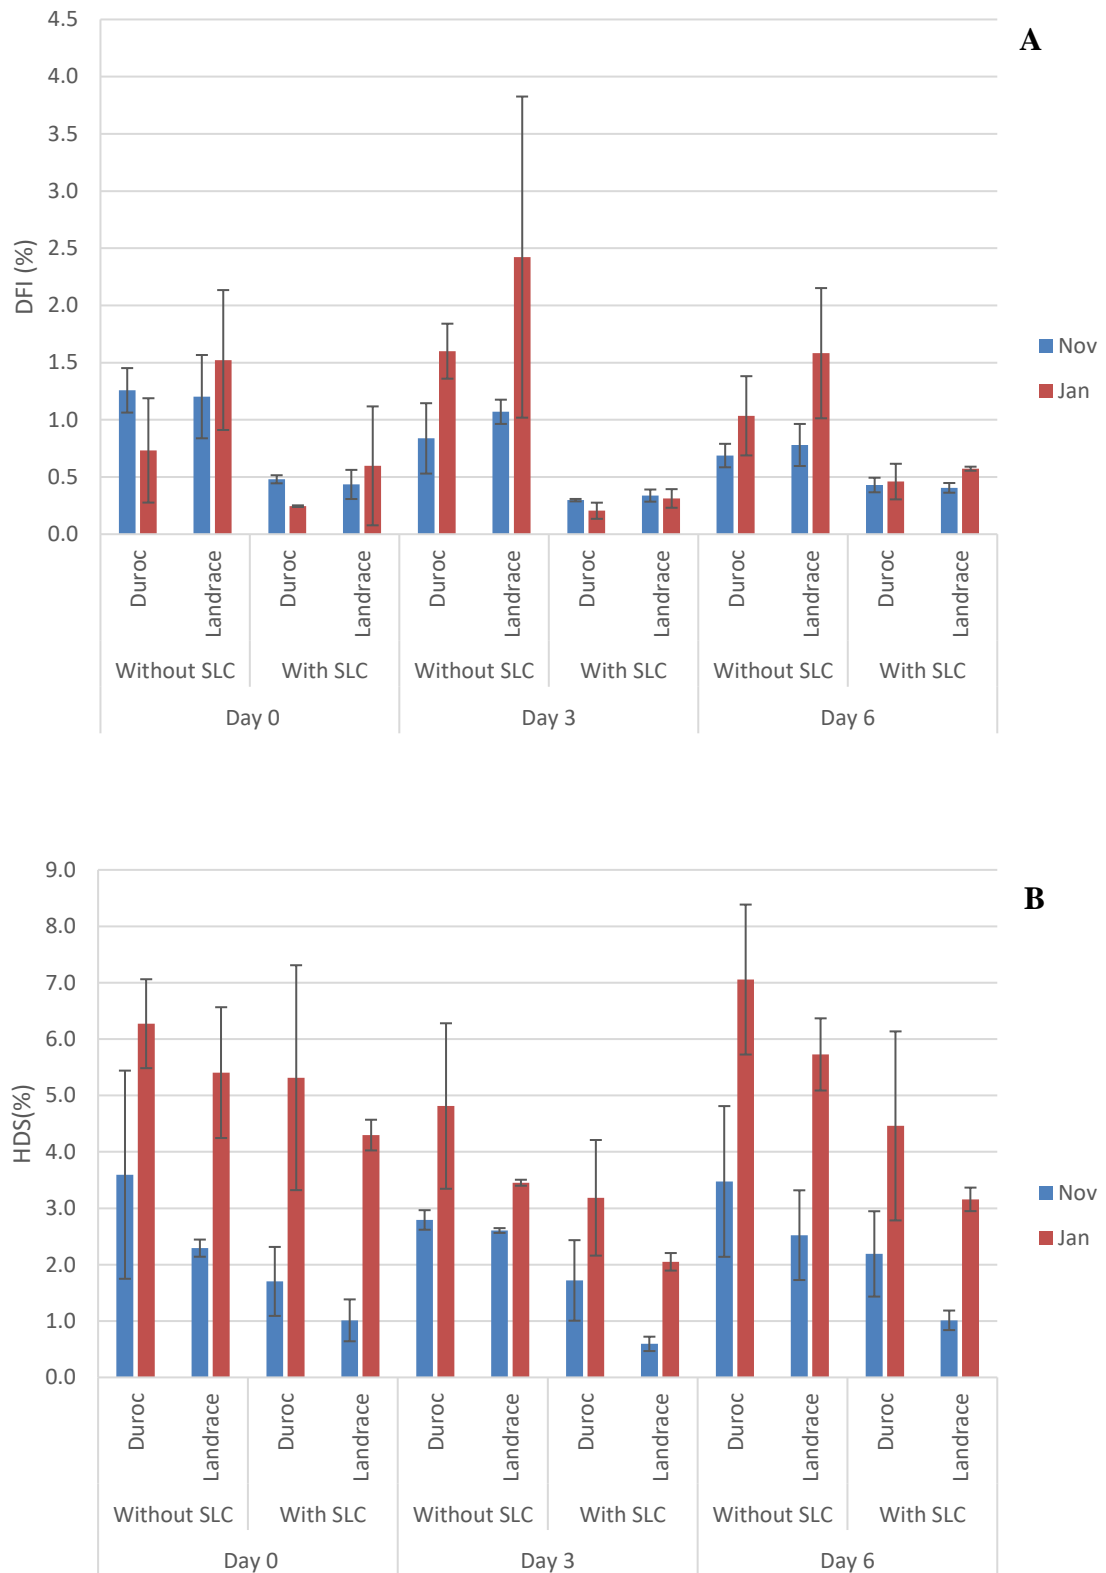 A
4.5
4.0
3.5
3.0
2.5
2.0
1.5
1.0
0.5
0.0
DFI (%)
Nov
Jan
Duroc
Landrace
Duroc
Landrace
Duroc
Landrace
Duroc
Landrace
Duroc
Landrace
Duroc
Landrace
Without SLC
With SLC
Without SLC
With SLC
Without SLC
With SLC
Day 0
Day 3
Day 6
B
9.0
8.0
7.0
6.0
5.0
4.0
3.0
2.0
1.0
0.0
HDS(%)
Nov
Jan
Duroc
Landrace
Duroc
Landrace
Duroc
Landrace
Duroc
Landrace
Duroc
Landrace
Duroc
Landrace
Without SLC
With SLC
Without SLC
With SLC
Without SLC
With SLC
Day 0
Day 3
Day 6